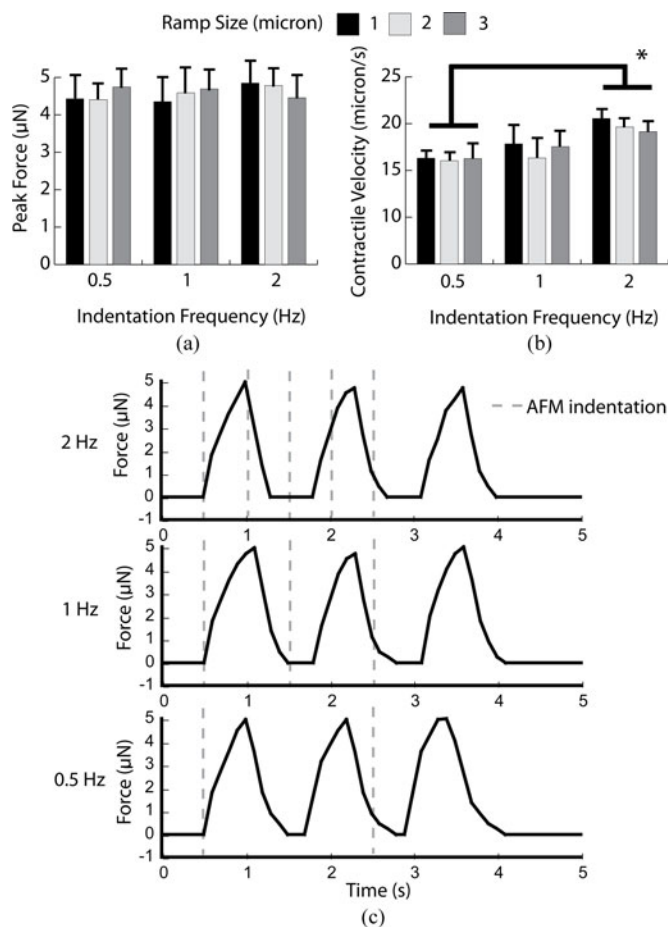 Ramp Size (micron) 1 2 3
Peak Force (µN)
5
4
3
2
1
0
0.5 1 2
Indentation Frequency (Hz)
(a)
Contractile Velocity (micron/s)
25
20
15
10
5
0
*
0.5 1 2
Indentation Frequency (Hz)
(b)
AFM indentation
2 Hz
Force (µN)
5
4
3
2
1
0
-1
0 1 2 3 4 5
1 Hz
Force (µN)
5
4
3
2
1
0
-1
0 1 2 3 4 5
0.5 Hz
Force (µN)
5
4
3
2
1
0
-1
0 1 2 3 4 5
Time (s)
(c)